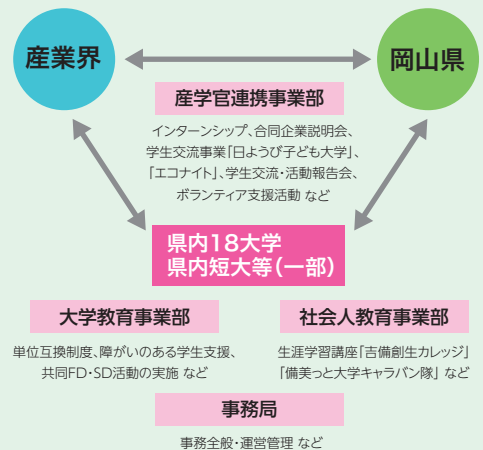 産業界
岡山県
産学官連携事業部
インターンシップ、合同企業説明会、
学生交流事業「日ようび子ども大学」、
「エコナイト」、学生交流・活動報告会、
ボランティア支援活動 など
県内18大学
県内短大等(一部)
大学教育事業部
単位互換制度、障がいのある学生支援、
共同FD・SD活動の実施 など
社会人教育事業部
生涯学習講座「吉備創生カレッジ」
「備美っと大学キャラバン隊」 など
事務局
事務全般・運営管理 など